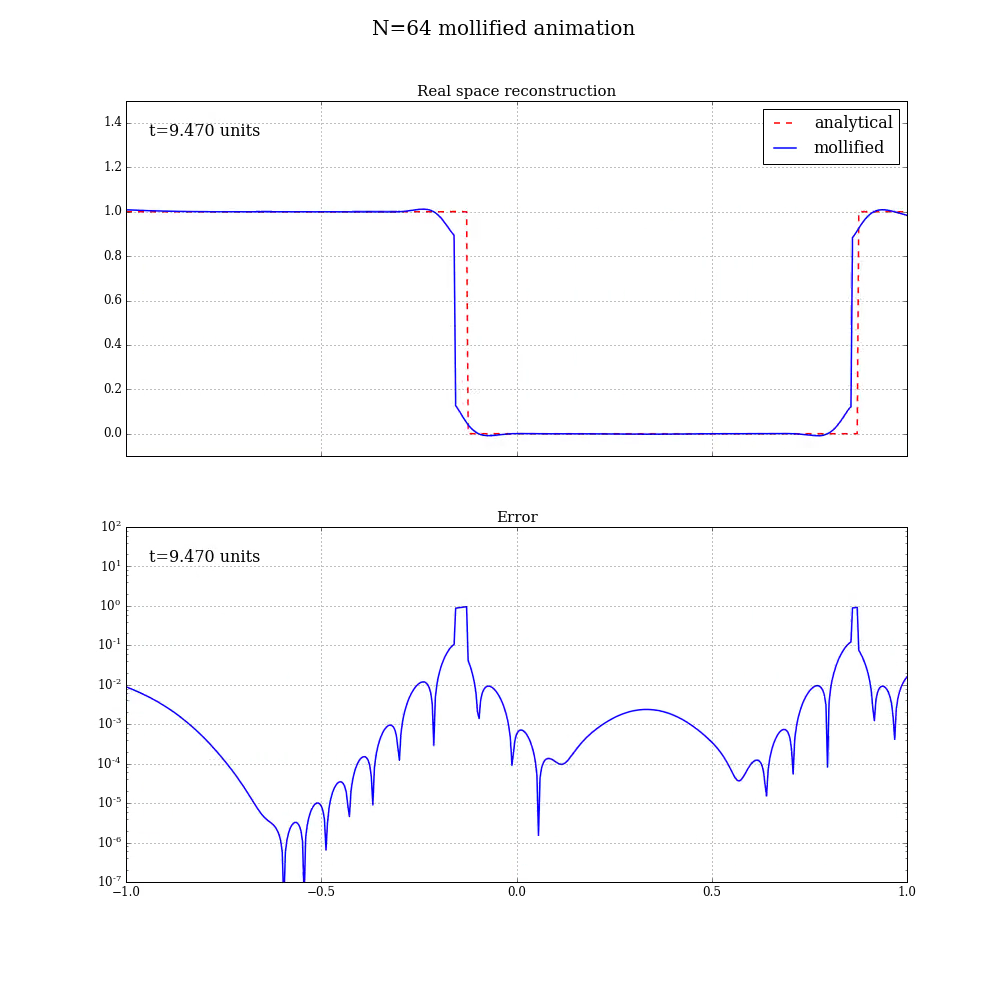 N=64 mollified animation
Real space reconstruction
t=9.470 units
analytical
mollified
1.4
1.2
1.0
0.8
0.6
0.4
0.2
0.0
Error
t=9.470 units
10²
10¹
10⁰
10⁻¹
10⁻²
10⁻³
10⁻⁴
10⁻⁵
10⁻⁶
10⁻⁷
−1.0 −0.5 0.0 0.5 1.0